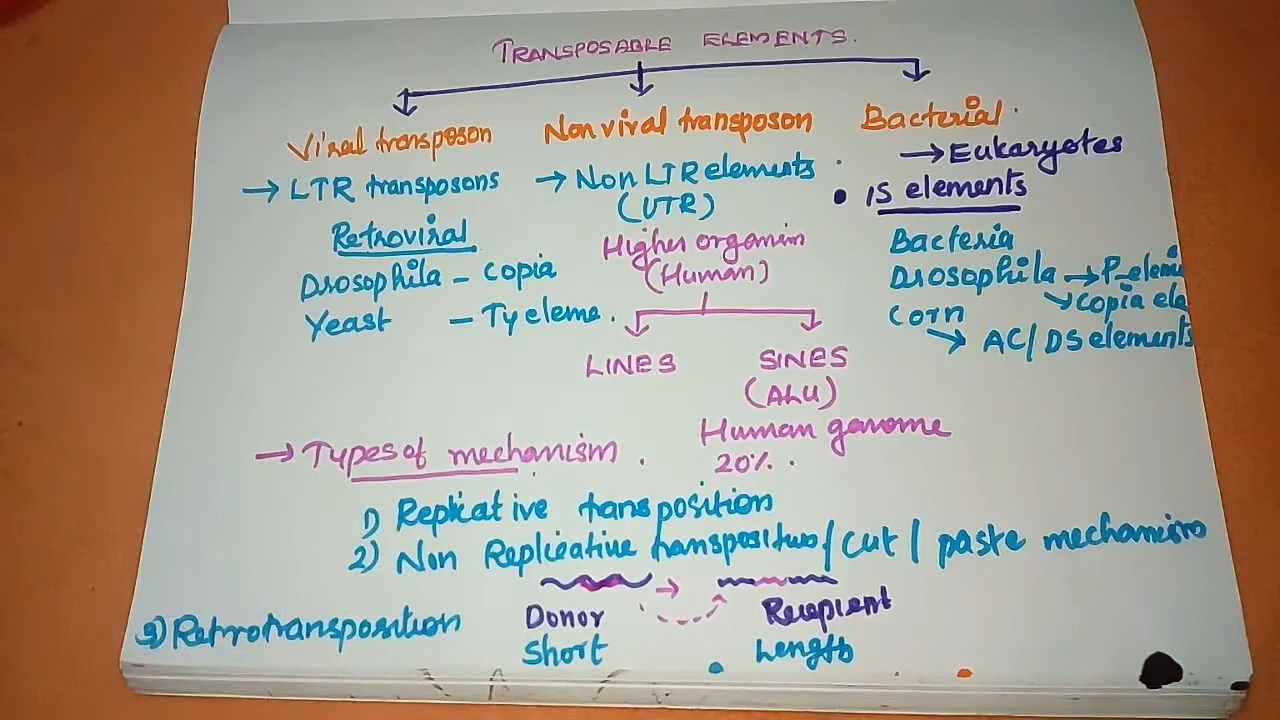 TRANSPOSABLE ELEMENTS.
Viral transposon
→ LTR transposons
Retroviral
Drosophila - copia
Yeast - Ty eleme.
Non viral transposon
→ Non LTR elements
(UTR)
Higher organim
(Human)
LINES
SINES
(ALU)
Human genome
20%.
Bacterial.
→ Eukaryotes
• IS elements
Bacteria
Drosophila → P-eleme
↘ copia ele
Corn
→ AC/DS elements
→ Types of mechanism.
1) Replicative transposition
2) Non Replicative / cut / paste mechanism
Donor → Recipient
Short Length
3) Retrotransposition